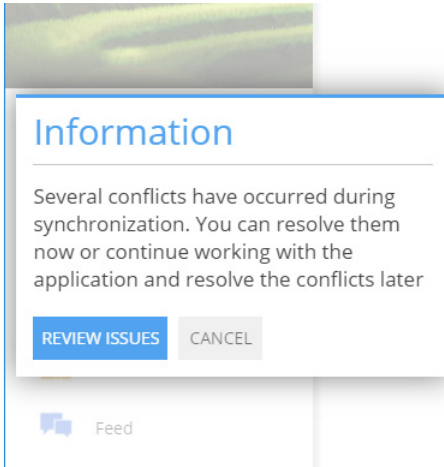 Information
Several conflicts have occurred during
synchronization. You can resolve them
now or continue working with the
application and resolve the conflicts later
REVIEW ISSUES CANCEL
Feed